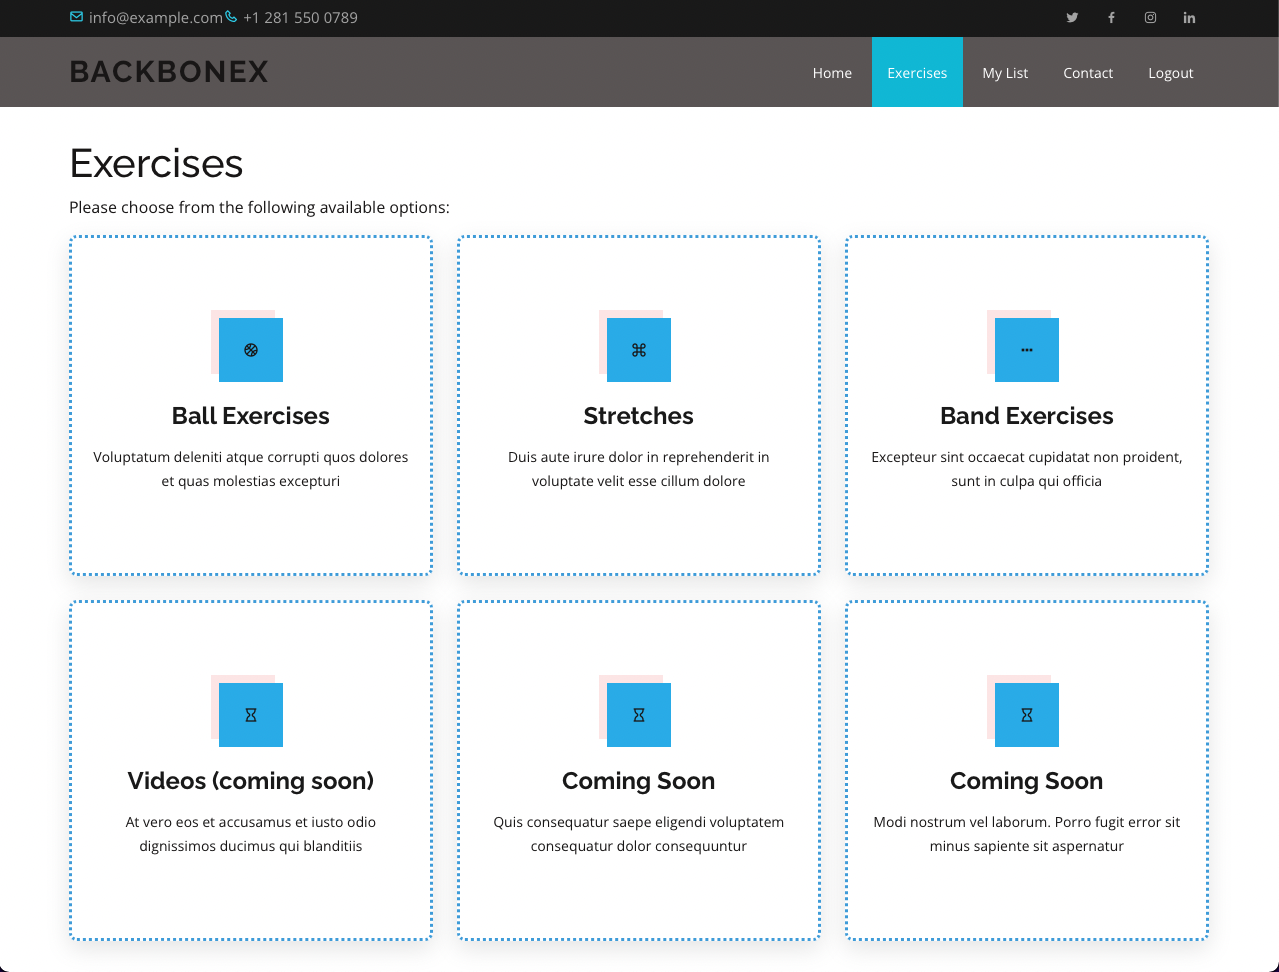 info@example.com +1 281 550 0789
BACKBONEX
Home Exercises My List Contact Logout
Exercises
Please choose from the following available options:
Ball Exercises
Voluptatum deleniti atque corrupti quos dolores
et quas molestias excepturi
Stretches
Duis aute irure dolor in reprehenderit in
voluptate velit esse cillum dolore
Band Exercises
Excepteur sint occaecat cupidatat non proident,
sunt in culpa qui officia
Videos (coming soon)
At vero eos et accusamus et iusto odio
dignissimos ducimus qui blanditiis
Coming Soon
Quis consequatur saepe eligendi voluptatem
consequatur dolor consequuntur
Coming Soon
Modi nostrum vel laborum. Porro fugit error sit
minus sapiente sit aspernatur